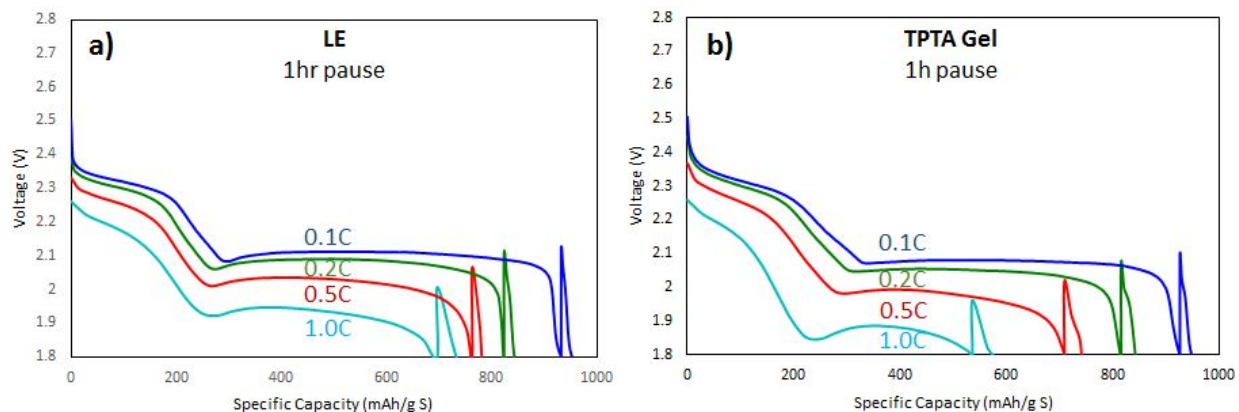 a)
LE
1hr pause
Voltage (V)
2.8
2.7
2.6
2.5
2.4
2.3
2.2
2.1
2
1.9
1.8
0.1C
0.2C
0.5C
1.0C
0 200 400 600 800 1000
Specific Capacity (mAh/g S)
b)
TPTA Gel
1h pause
Voltage (V)
2.8
2.7
2.6
2.5
2.4
2.3
2.2
2.1
2.0
1.9
1.8
0.1C
0.2C
0.5C
1.0C
0 200 400 600 800 1000
Specific Capacity (mAh/g S)